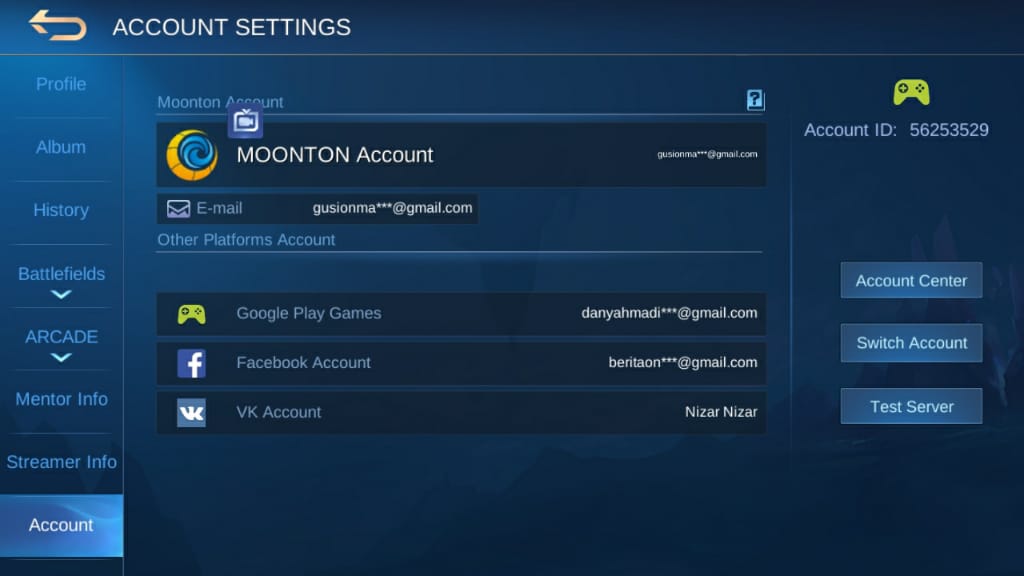 ACCOUNT SETTINGS
Profile
Album
History
Battlefields
ARCADE
Mentor Info
Streamer Info
Account
Moonton Account
?
MOONTON Account
gusionma***@gmail.com
E-mail gusionma***@gmail.com
Other Platforms Account
Google Play Games danyahmadi***@gmail.com
Facebook Account beritaon***@gmail.com
VK Account Nizar Nizar
Account ID: 56253529
Account Center
Switch Account
Test Server